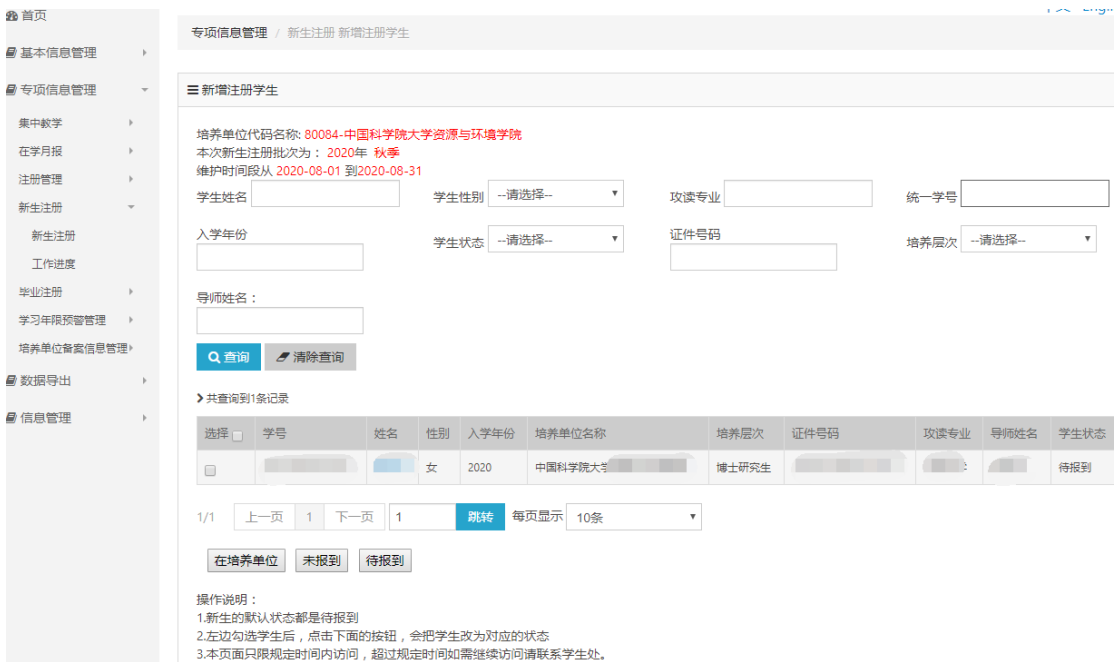 首页
基本信息管理
专项信息管理
集中教学
在学月报
注册管理
新生注册
新生注册
工作进度
毕业注册
学习年限预警管理
培养单位备案信息管理
数据导出
信息管理
专项信息管理 / 新生注册 新增注册学生
新增注册学生
培养单位代码名称: 80084-中国科学院大学资源与环境学院
本次新生注册批次为： 2020年 秋季
维护时间段从 2020-08-01 到2020-08-31
学生姓名 学生性别 --请选择-- 攻读专业 统一学号
入学年份 学生状态 --请选择-- 证件号码 培养层次 --请选择--
导师姓名：
查询 清除查询
共查询到1条记录
选择 学号 姓名 性别 入学年份 培养单位名称 培养层次 证件号码 攻读专业 导师姓名 学生状态
女 2020 中国科学院大学 博士研究生 待报到
1/1 上一页 1 下一页 1 跳转 每页显示 10条
在培养单位 未报到 待报到
操作说明：
1.新生的默认状态都是待报到
2.左边勾选学生后，点击下面的按钮，会把学生改为对应的状态
3.本页面只限规定时间内访问，超过规定时间如需继续访问请联系学生处。